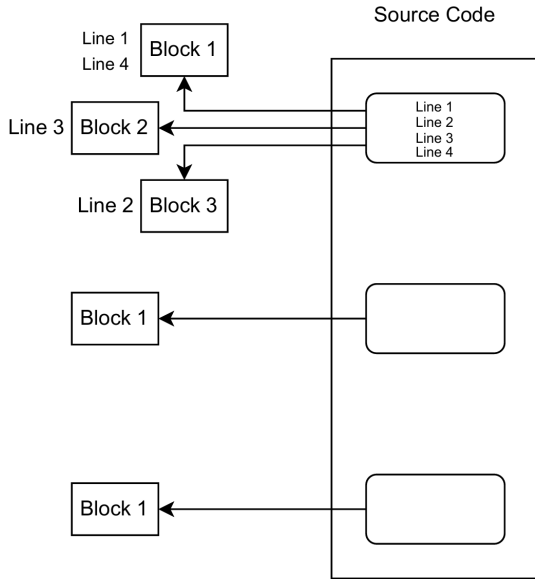 Source Code
Line 1
Line 4
Block 1
Line 3
Block 2
Line 2
Block 3
Line 1
Line 2
Line 3
Line 4
Block 1
Block 1